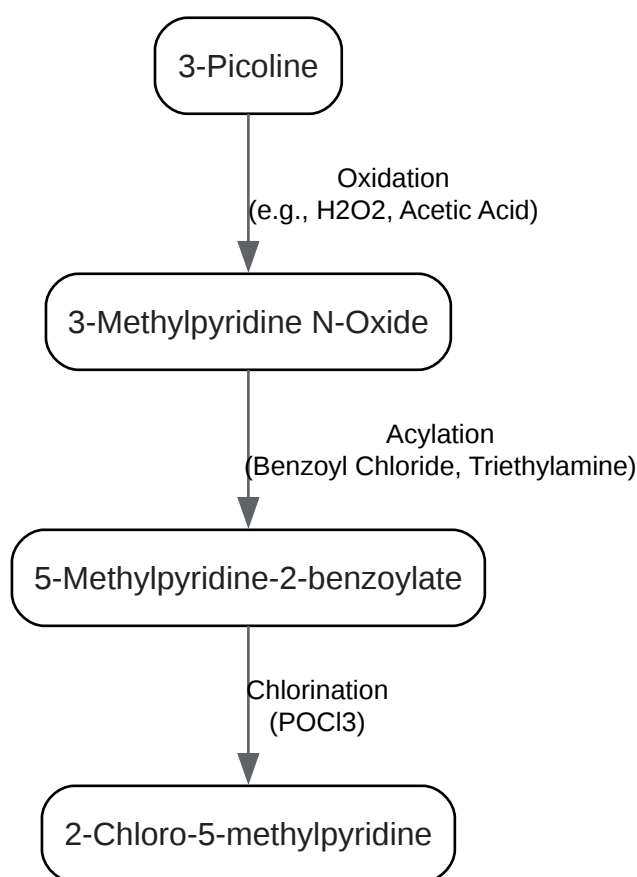 3-Picoline
Oxidation
(e.g., H2O2, Acetic Acid)
3-Methylpyridine N-Oxide
Acylation
(Benzoyl Chloride, Triethylamine)
5-Methylpyridine-2-benzoylate
Chlorination
(POCl3)
2-Chloro-5-methylpyridine